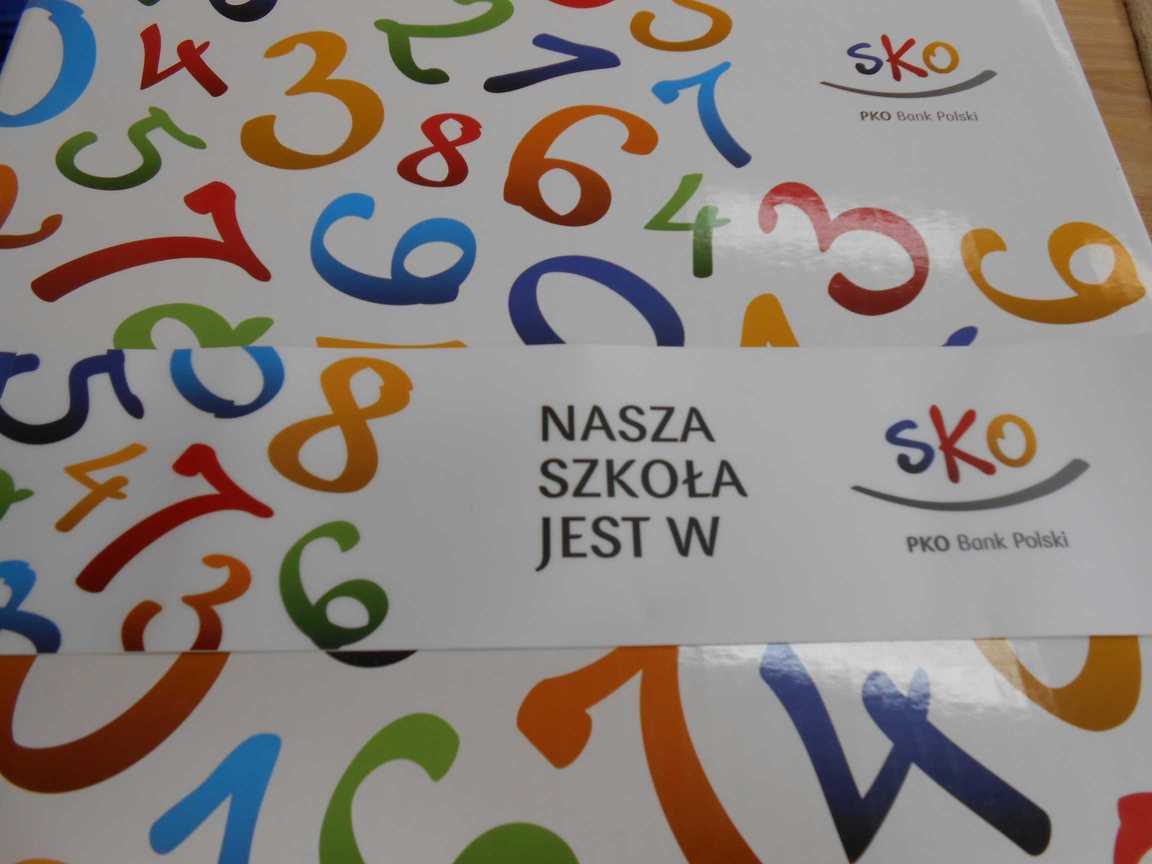 SKO
PKO Bank Polski
NASZA
SZKOŁA
JEST W
SKO
PKO Bank Polski